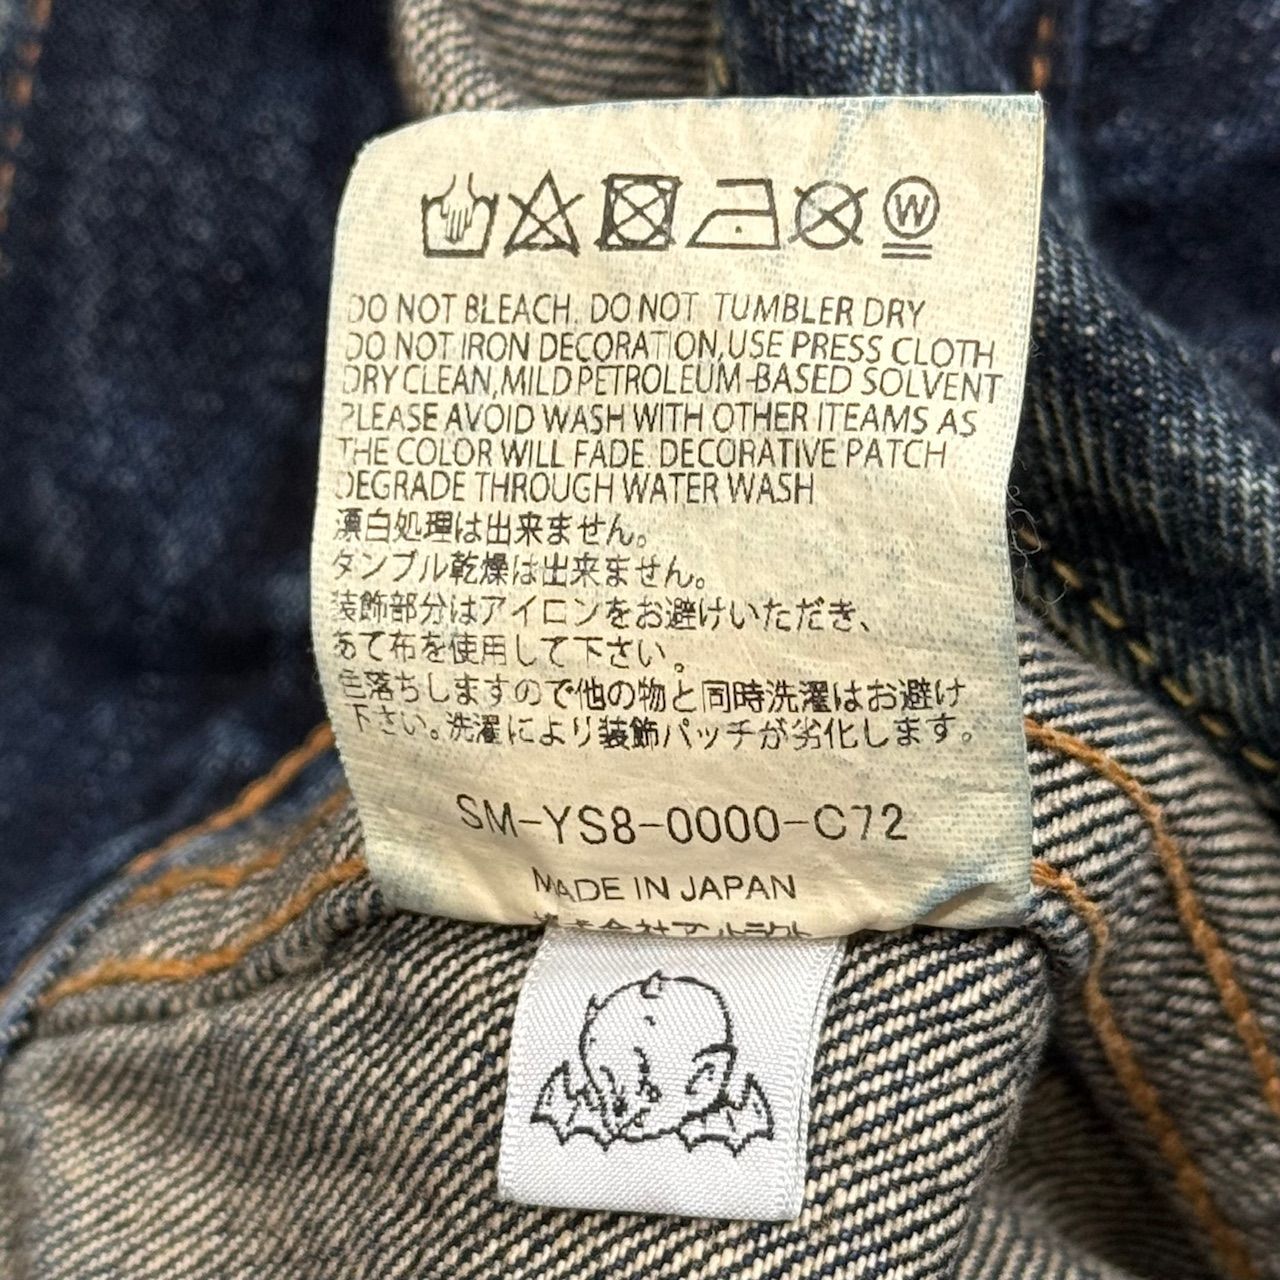 W
DO NOT BLEACH. DO NOT TUMBLER DRY
DO NOT IRON DECORATION,USE PRESS CLOTH
DRY CLEAN,MILD PETROLEUM-BASED SOLVENT
PLEASE AVOID WASH WITH OTHER ITEAMS AS
THE COLOR WILL FADE. DECORATIVE PATCH
DEGRADE THROUGH WATER WASH
漂白処理は出来ません。
タンブル乾燥は出来ません。
装飾部分はアイロンをお避けいただき、
あて布を使用して下さい。
色落ちしますので他の物と同時洗濯はお避け
下さい。洗濯により装飾パッチが劣化します。
SM-YS8-0000-C72
MADE IN JAPAN
株式会社